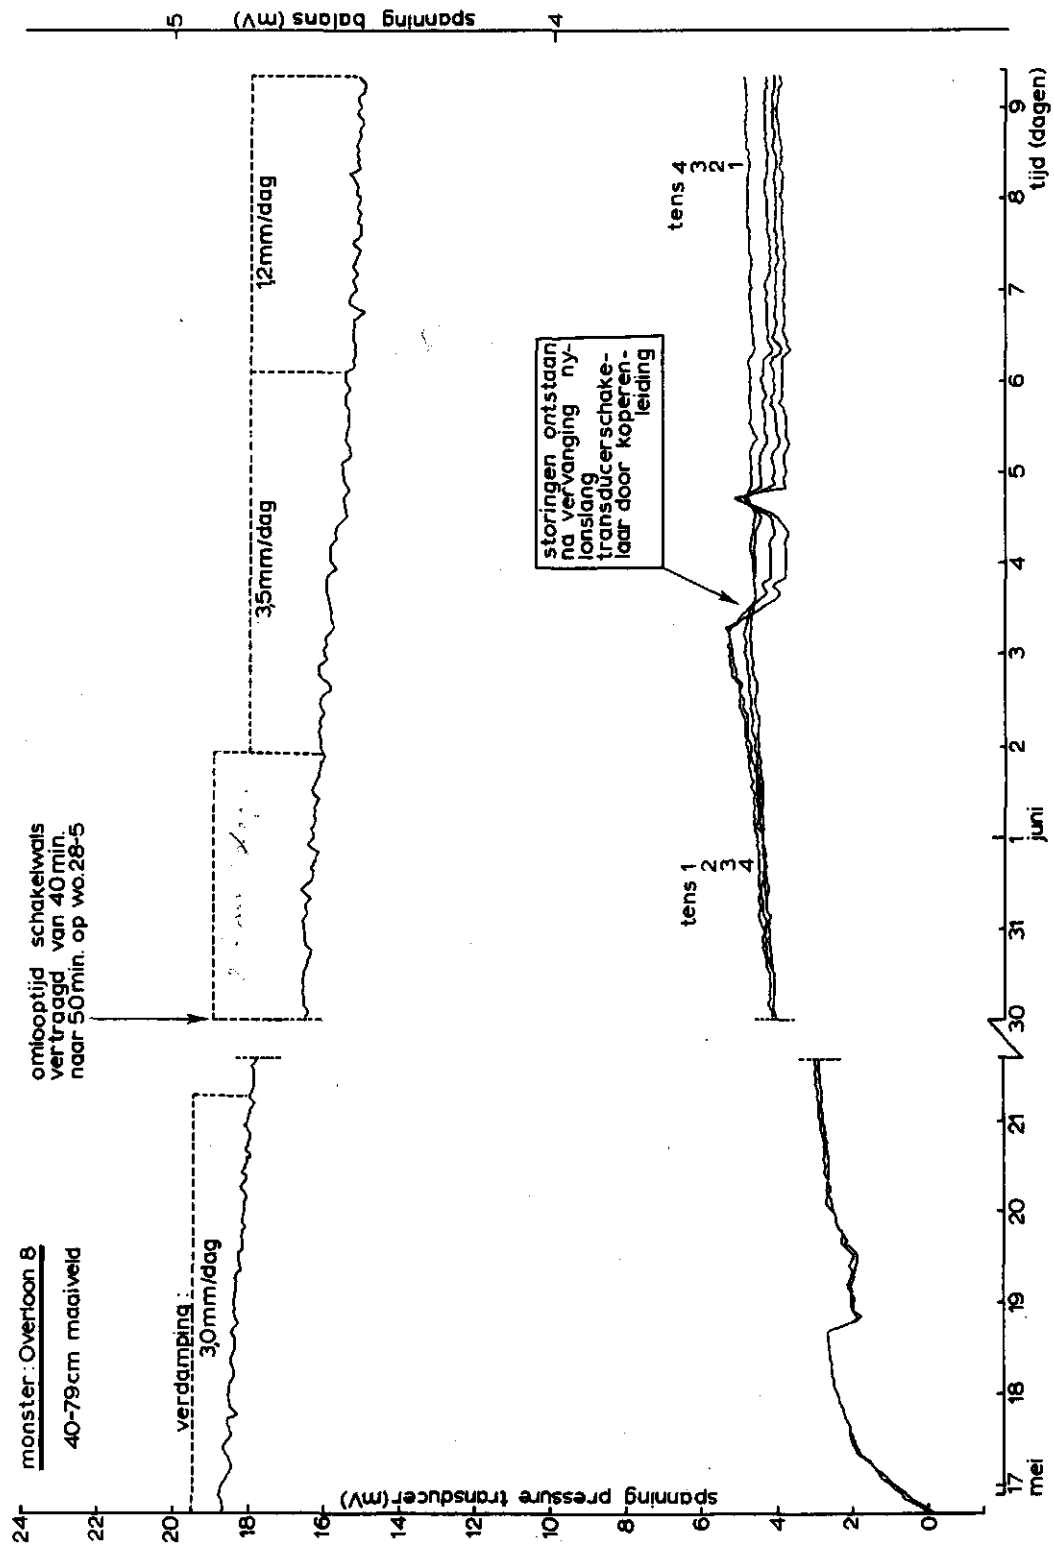 monster: Overloon 8
40-79cm maaiveld
omlooptijd schakelwals
vertraagd van 40min.
naar 50min. op wo.28-5
verdamping:
3,0mm/dag
3,5mm/dag
1,2mm/dag
storingen ontstaan
na vervanging ny-
lonslang
transducerschake-
laar door koperen-
leiding
tens 1
2
3
4
tens 4
3
2
1
spanning pressure transducer(mV)
24
22
20
18
16
14
12
10
8
6
4
2
0
spanning balans (mV)
5
4
17
18
19
20
21
30
31
1
2
3
4
5
6
7
8
9
mei
juni
tijd (dagen)